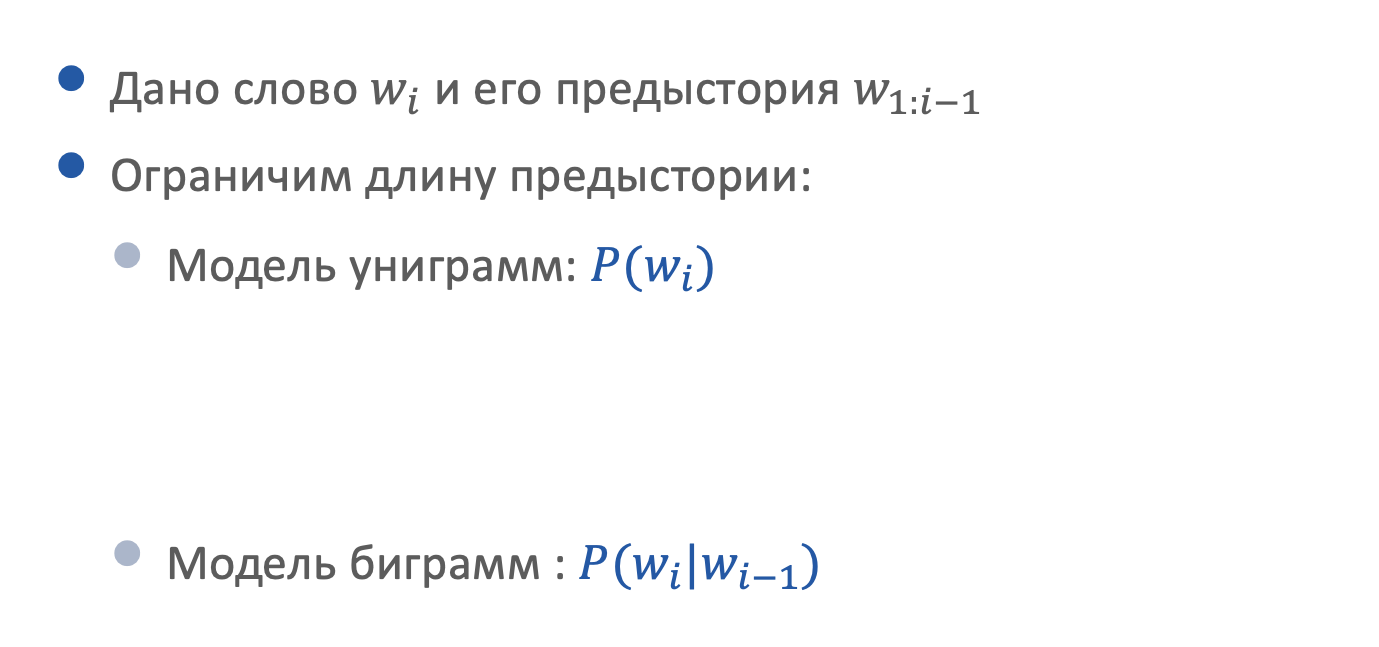 Дано слово wᵢ и его предыстория w₁:ᵢ₋₁
Ограничим длину предыстории:
Модель униграмм: P(wᵢ)
Модель биграмм : P(wᵢ|wᵢ₋₁)